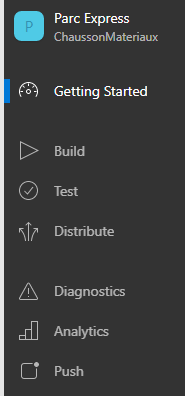 P
Parc Express
ChaussonMateriaux
Getting Started
Build
Test
Distribute
Diagnostics
Analytics
Push